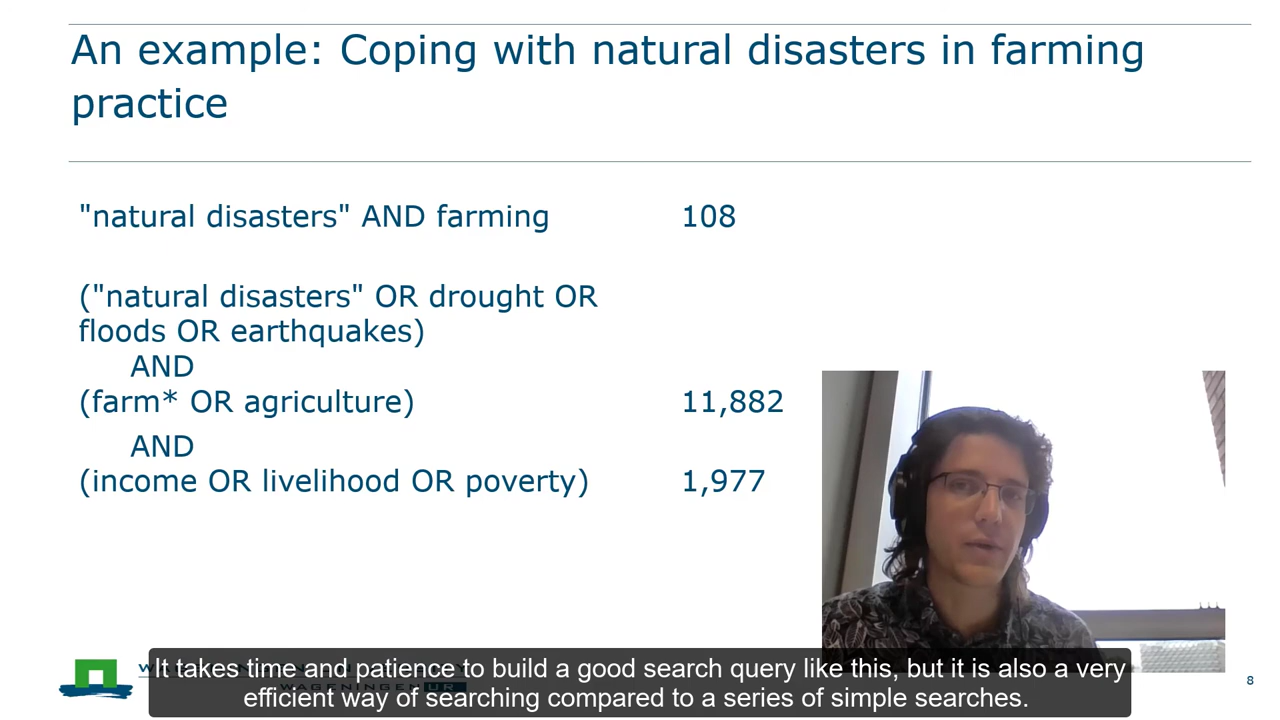 An example: Coping with natural disasters in farming
practice
"natural disasters" AND farming 108
("natural disasters" OR drought OR
floods OR earthquakes)
AND
(farm* OR agriculture) 11,882
AND
(income OR livelihood OR poverty) 1,977
It takes time and patience to build a good search query like this, but it is also a very
efficient way of searching compared to a series of simple searches.
WAGENINGEN UR
8